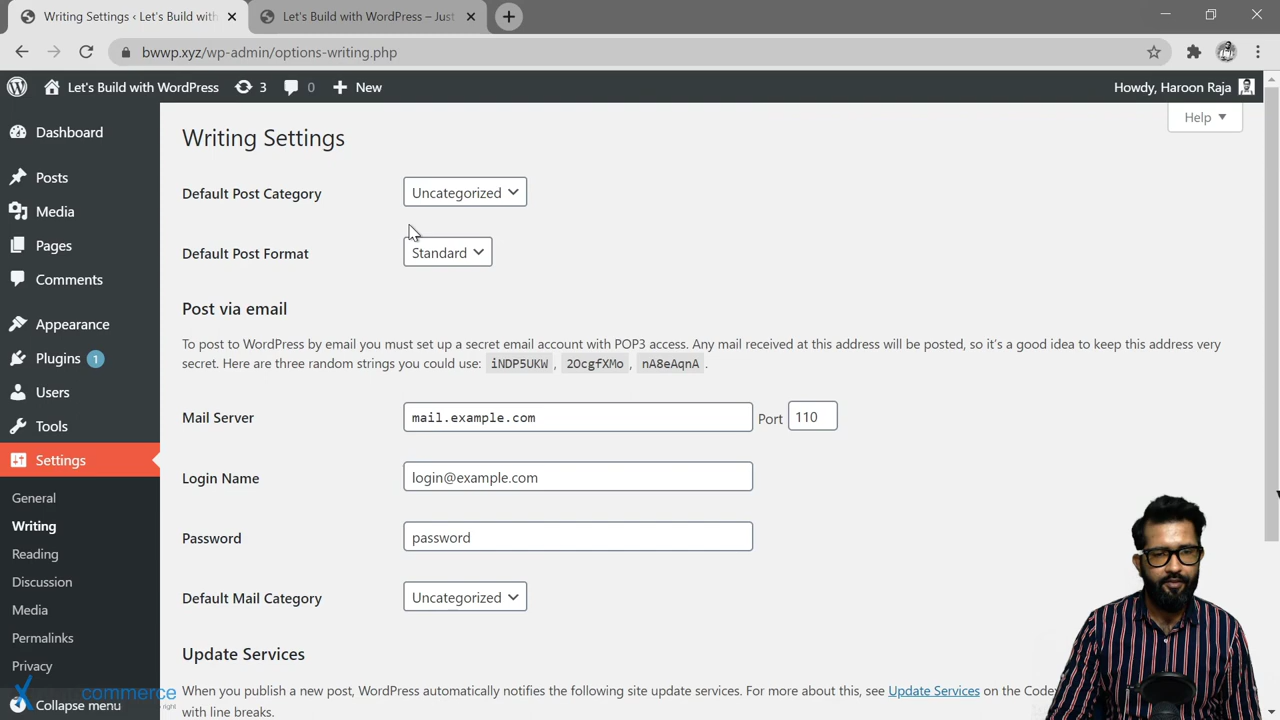 Writing Settings ‹ Let's Build with
Let's Build with WordPress – Just
bwwp.xyz/wp-admin/options-writing.php
Let's Build with WordPress 3 0 New
Howdy, Haroon Raja
Help
Dashboard
Posts
Media
Pages
Comments
Appearance
Plugins 1
Users
Tools
Settings
General
Writing
Reading
Discussion
Media
Permalinks
Privacy
Collapse menu
commerce
Writing Settings
Default Post Category Uncategorized
Default Post Format Standard
Post via email
To post to WordPress by email you must set up a secret email account with POP3 access. Any mail received at this address will be posted, so it's a good idea to keep this address very
secret. Here are three random strings you could use: iNDP5UKW , 2OcgfXMo , nA8eAqnA .
Mail Server mail.example.com Port 110
Login Name login@example.com
Password password
Default Mail Category Uncategorized
Update Services
When you publish a new post, WordPress automatically notifies the following site update services. For more about this, see Update Services on the Codex
with line breaks.